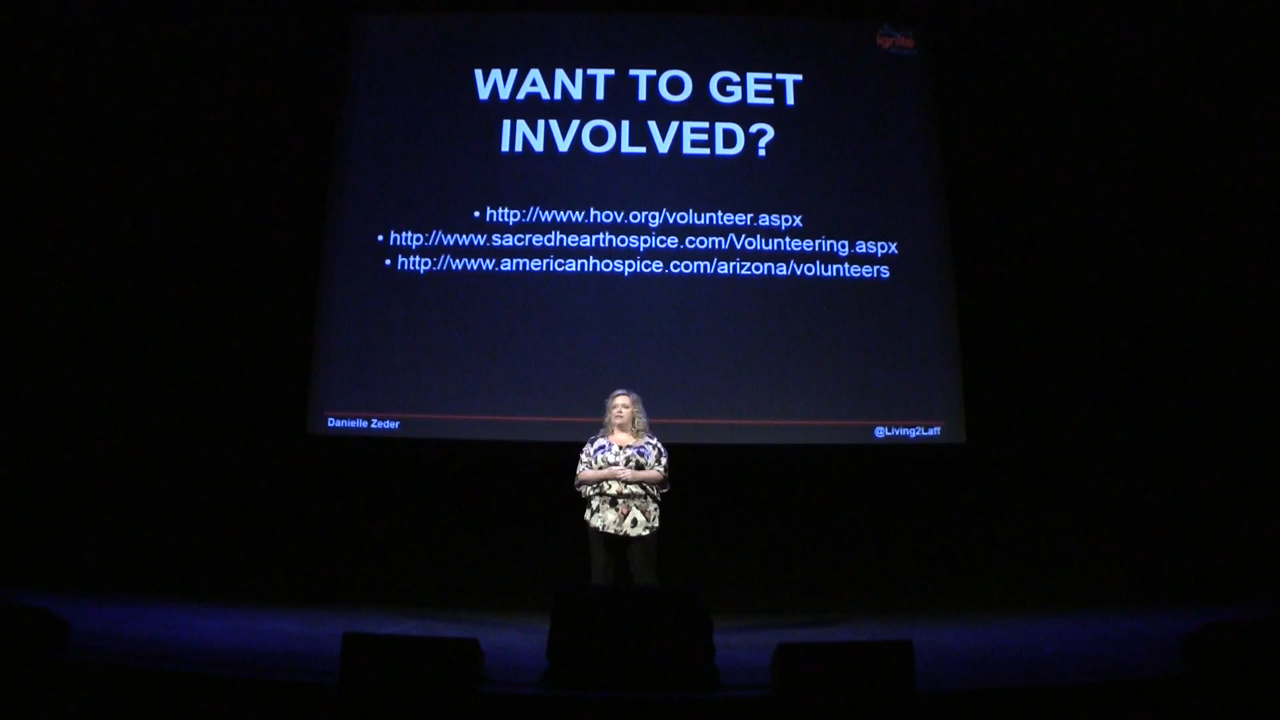 ignite
WANT TO GET
INVOLVED?
• http://www.hov.org/volunteer.aspx
• http://www.sacredhearthospice.com/Volunteering.aspx
• http://www.americanhospice.com/arizona/volunteers
Danielle Zeder
@Living2Laff